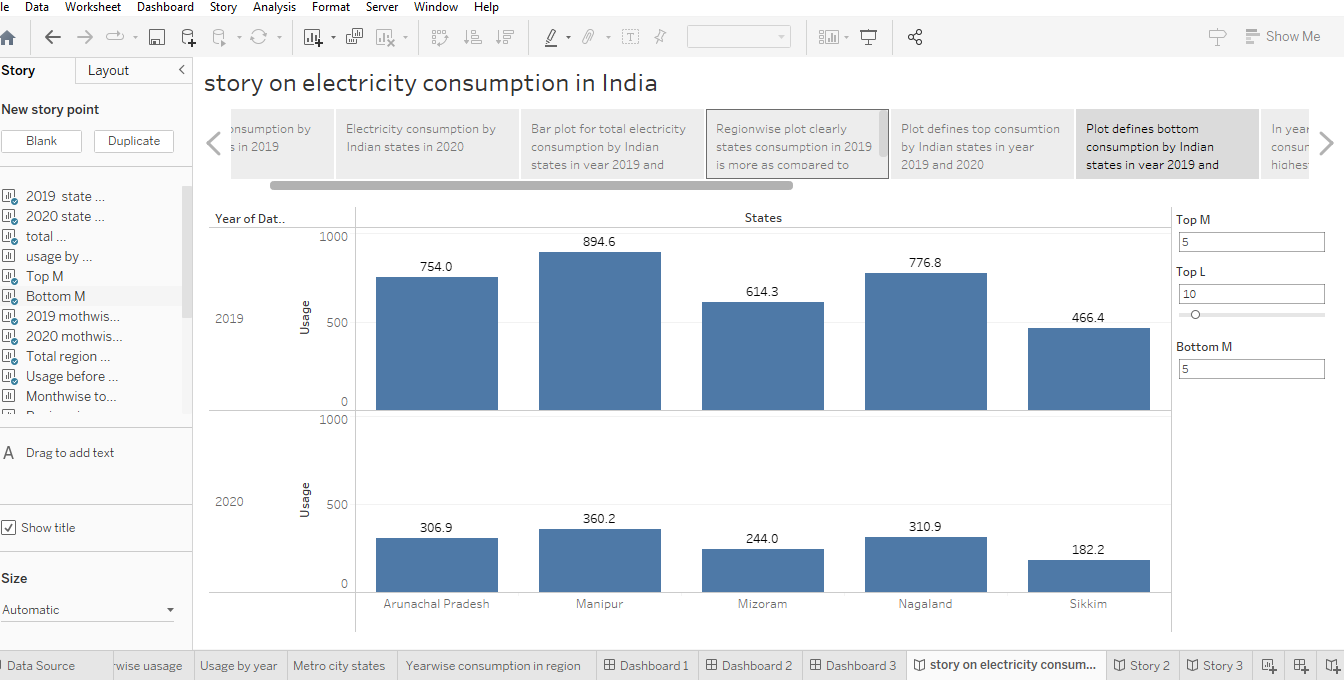 le Data Worksheet Dashboard Story Analysis Format Server Window Help
Show Me
Story Layout
New story point
Blank Duplicate
2019 state ...
2020 state ...
total ...
usage by ...
Top M
Bottom M
2019 mothwis...
2020 mothwis...
Total region ...
Usage before ...
Monthwise to...
A Drag to add text
Show title
Size
Automatic
story on electricity consumption in India
onsumption by
s in 2019
Electricity consumption by
Indian states in 2020
Bar plot for total electricity
consumption by Indian
states in year 2019 and
Regionwise plot clearly
states consumption in 2019
is more as compared to
Plot defines top consumtion
by Indian states in year
2019 and 2020
Plot defines bottom
consumption by Indian
states in year 2019 and
In year
consum
highest
Year of Dat.. States
1000
500
0
Usage
2019
754.0 894.6 614.3 776.8 466.4
1000
500
0
Usage
2020
306.9 360.2 244.0 310.9 182.2
Arunachal Pradesh Manipur Mizoram Nagaland Sikkim
Top M
5
Top L
10
Bottom M
5
Data Source rwise uasage Usage by year Metro city states Yearwise consumption in region Dashboard 1 Dashboard 2 Dashboard 3 story on electricity consum... Story 2 Story 3